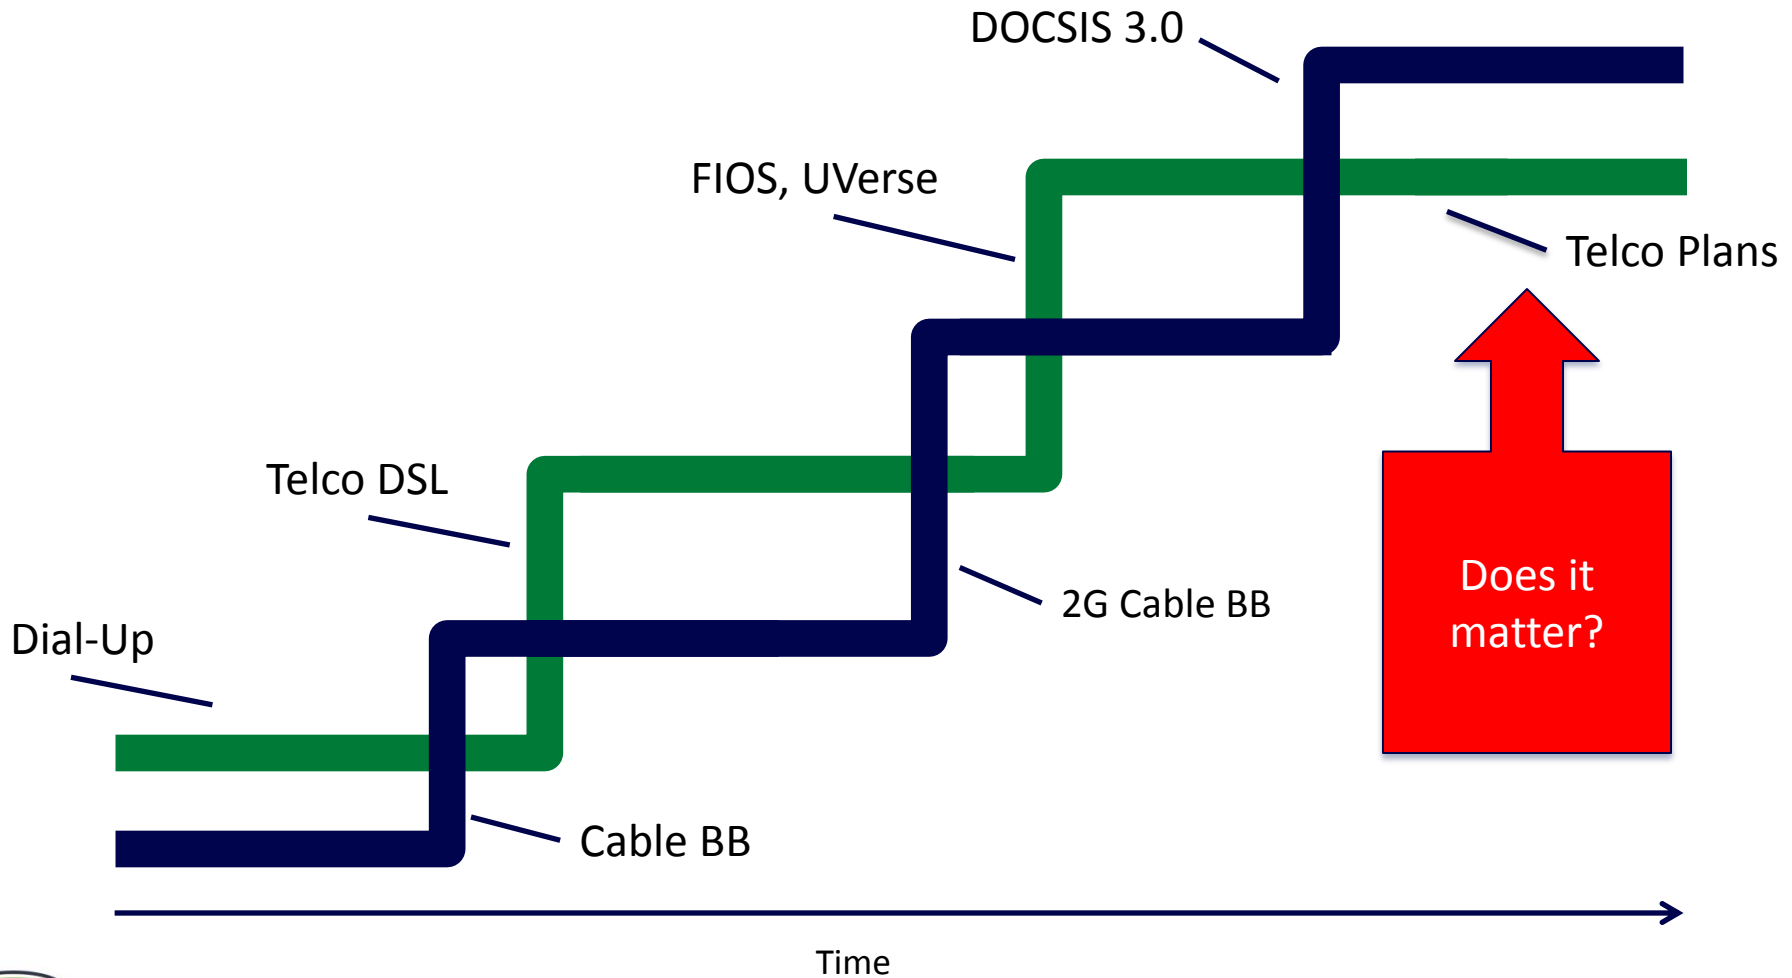 DOCSIS 3.0
FIOS, UVerse
Telco Plans
Telco DSL
2G Cable BB
Does it
matter?
Dial-Up
Cable BB
Time